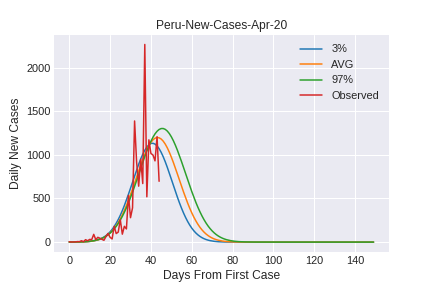 Peru-New-Cases-Apr-20
3%
AVG
97%
Observed
Daily New Cases
2000
1500
1000
500
0
0 20 40 60 80 100 120 140
Days From First Case